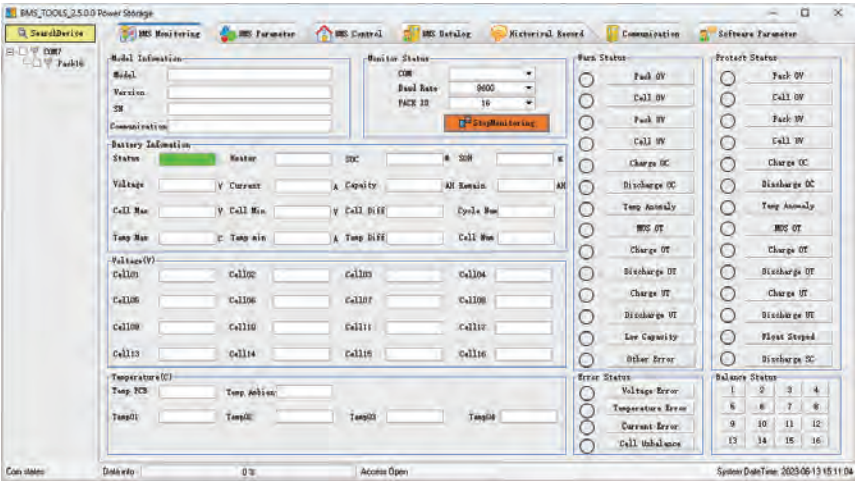 BMS_TOOLS_2.5.0.0 Power Storage
SearchDerive BMS Monitoring BMS Parameter BMS Control BMS Datalog Historiral Record Communication Software Parameter
COM7
Pack16
Model Infomation
Model
Version
SN
Communication
Monitor Status
COM
Baud Rate 9600
PACK ID 16
StopMonitoring
Battery Infomation
Status Heater SOC % SOH %
Voltage V Current A Capaity AH Remain AH
Cell Max V Cell Min V Cell Diff Cycle Num
Temp Max C Temp min A Temp Diff Cell Num
Voltage(V)
Cell01 Cell02 Cell03 Cell04
Cell05 Cell06 Cell07 Cell08
Cell09 Cell10 Cell11 Cell12
Cell13 Cell14 Cell15 Cell16
Temperature(C)
Temp PCB Temp Ambien
Temp01 Temp02 Temp03 Temp04
Warn Status
Pack OV
Cell OV
Pack UV
Cell UV
Charge OC
Discharge OC
Temp Anomaly
MOS OT
Charge OT
Discharge OT
Charge UT
Discharge UT
Low Capacity
Other Error
Protect Status
Pack OV
Cell OV
Pack UV
Cell UV
Charge OC
Discharge OC
Temp Anomaly
MOS OT
Charge OT
Discharge OT
Charge UT
Discharge UT
Float Stoped
Discharge SC
Error Status
Voltage Error
Temperature Error
Current Error
Cell Unbalance
Balance Status
1 2 3 4
5 6 7 8
9 10 11 12
13 14 15 16
Com states: Data info: 0 % Access Open System DateTime: 2023-06-13 15:11:04